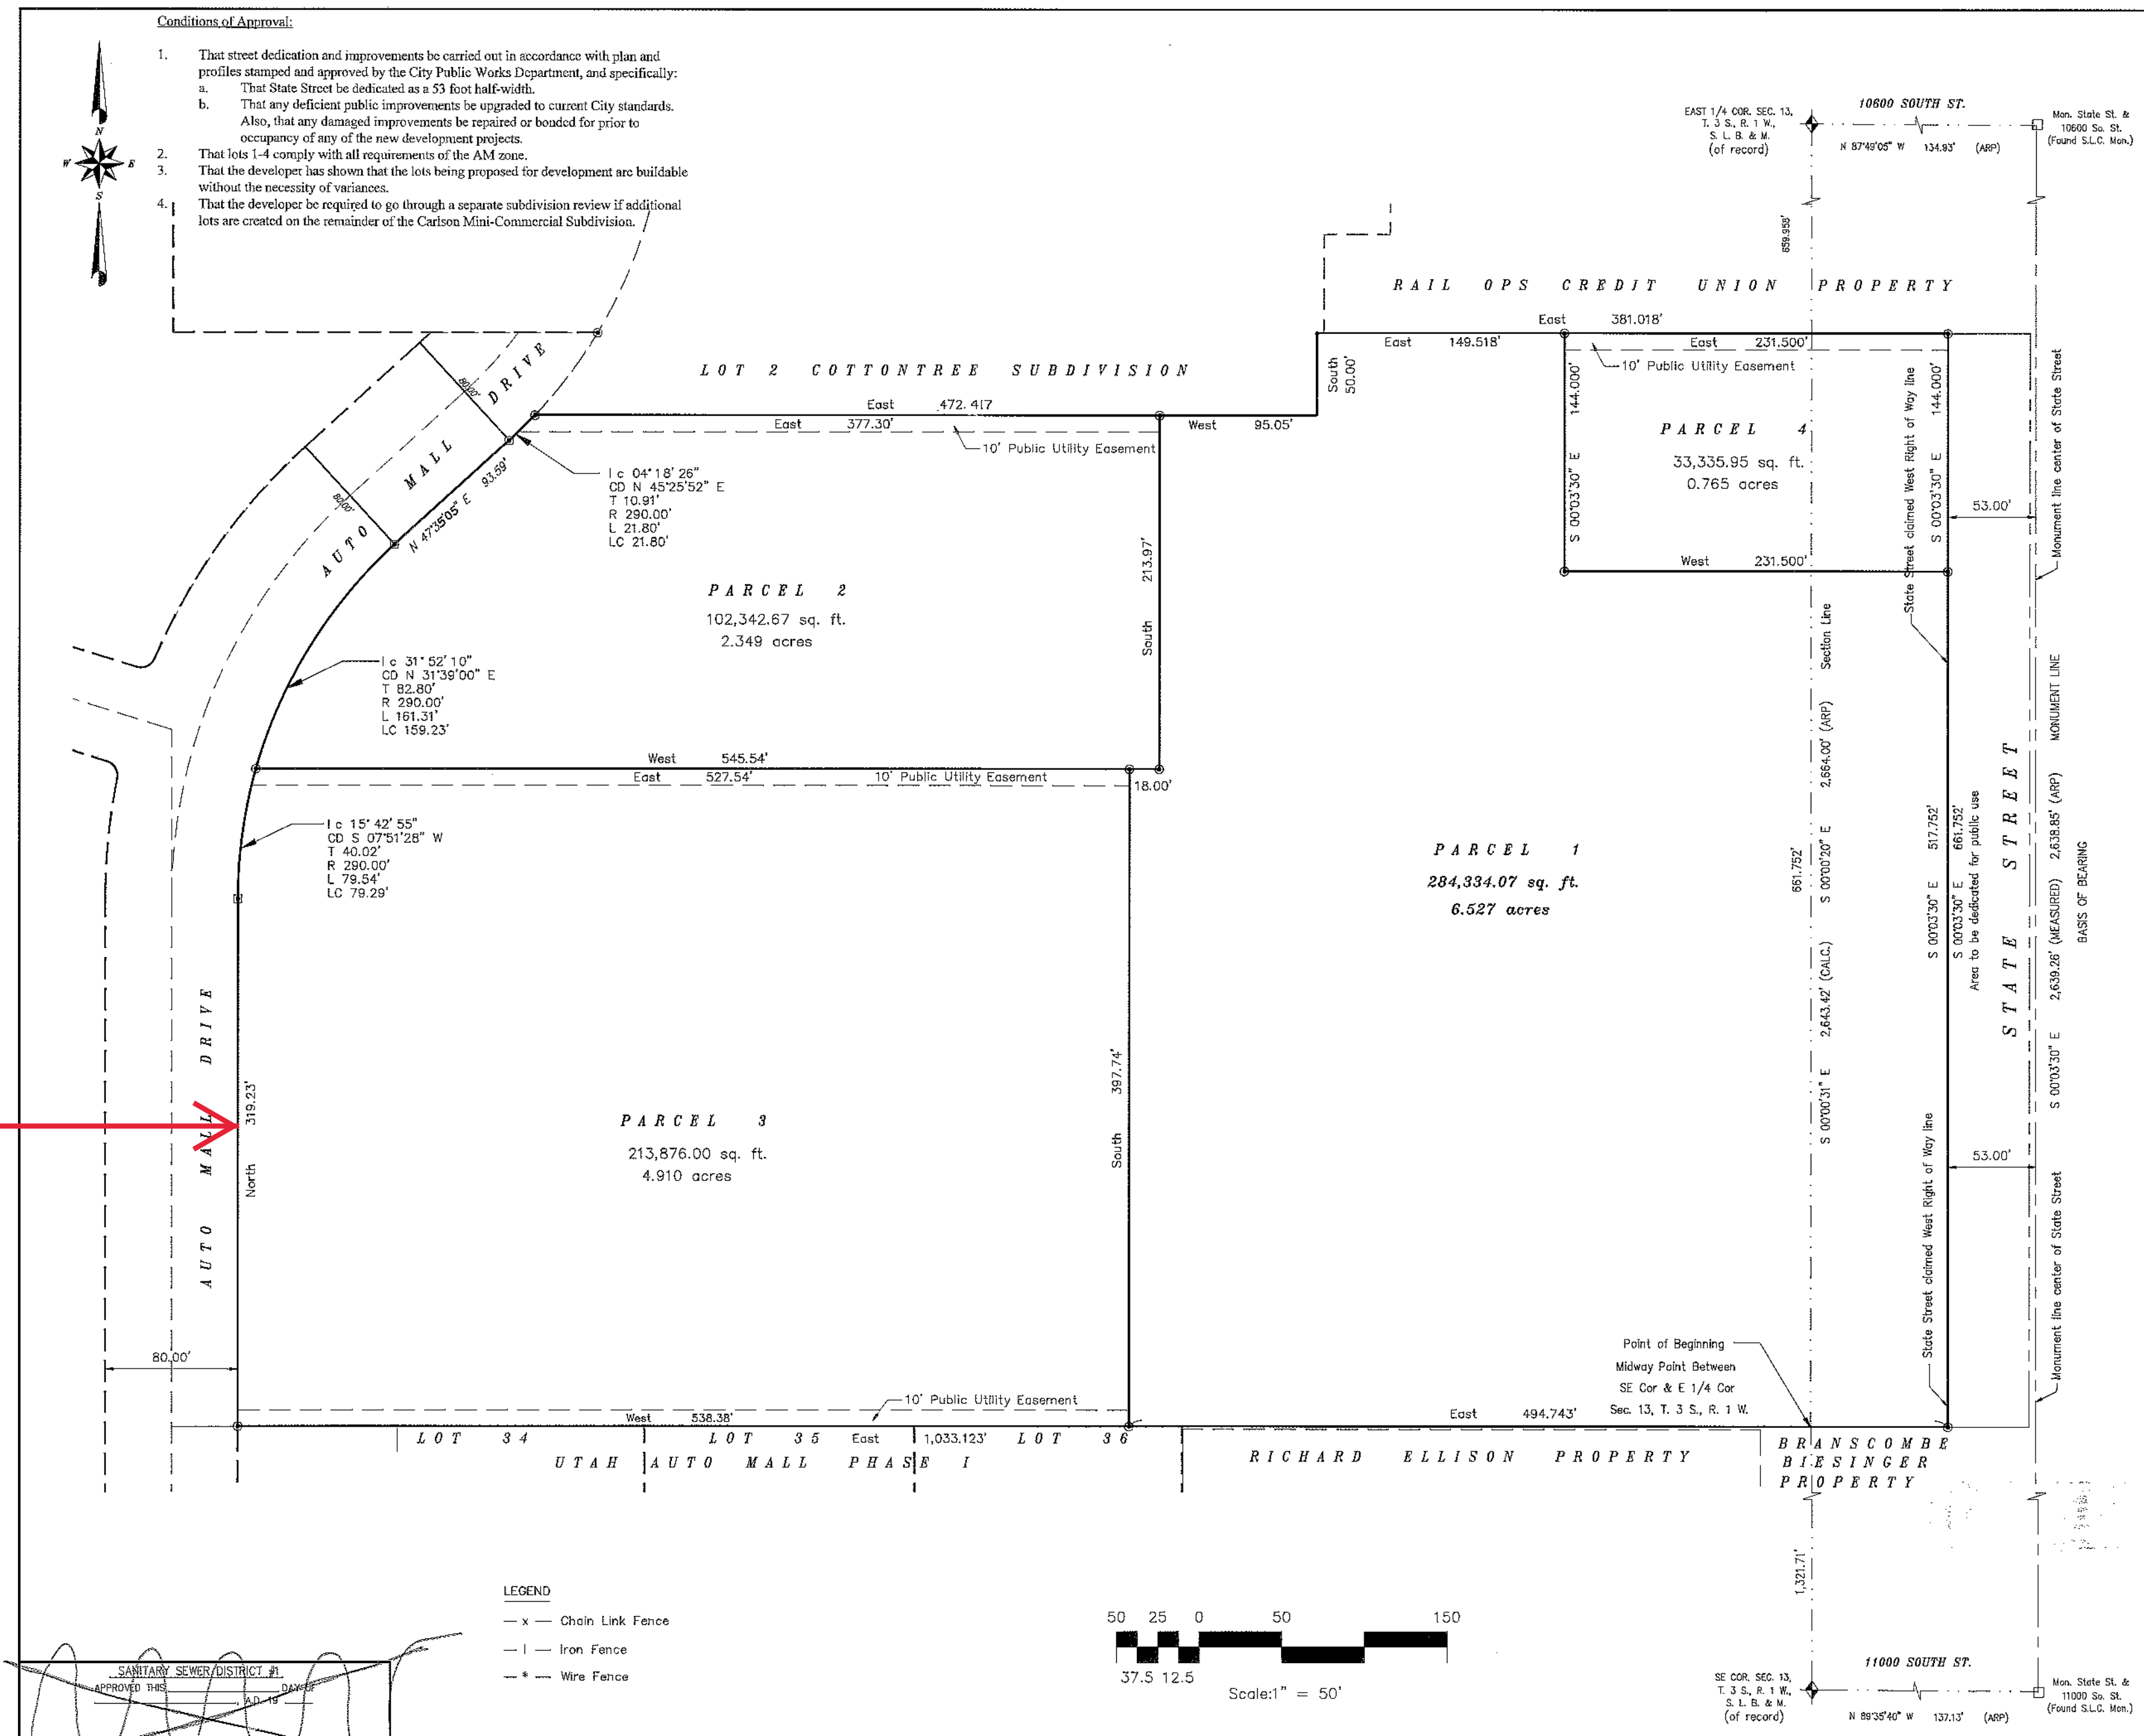 Conditions of Approval:
1. That street dedication and improvements be carried out in accordance with plan and
profiles stamped and approved by the City Public Works Department, and specifically:
a. That State Street be dedicated as a 53 foot half-width.
b. That any deficient public improvements be upgraded to current City standards.
Also, that any damaged improvements be repaired or bonded for prior to
occupancy of any of the new development projects.
2. That lots 1-4 comply with all requirements of the AM zone.
3. That the developer has shown that the lots being proposed for development are buildable
without the necessity of variances.
4. That the developer be required to go through a separate subdivision review if additional
lots are created on the remainder of the Carlson Mini-Commercial Subdivision.
N
W E
S
EAST 1/4 COR. SEC. 13,
T. 3 S., R. 1 W.,
S. L. B. & M.
(of record)
10600 SOUTH ST.
N 87°49'05" W 134.93' (ARP)
Mon. State St. &
10600 So. St.
(Found S.L.C. Mon.)
659.958'
RAIL OPS CREDIT UNION PROPERTY
East 381.018'
East 149.518'
East 231.500'
10' Public Utility Easement
South
50.00'
LOT 2 COTTONTREE SUBDIVISION
East 472.417
East 377.30'
West 95.05'
10' Public Utility Easement
AUTO MALL DRIVE
80.00'
80.00'
N 47°35'05" E 93.59'
Ic 04°18'26"
CD N 45°25'52" E
T 10.91'
R 290.00'
L 21.80'
LC 21.80'
PARCEL 4
33,335.95 sq. ft.
0.765 acres
S 00°03'30" E 144.000'
S 00°03'30" E 144.000'
West 231.500'
State Street claimed West Right of Way line
53.00'
Monument line center of State Street
PARCEL 2
102,342.67 sq. ft.
2.349 acres
South 213.97'
Ic 31°52'10"
CD N 31°39'00" E
T 82.80'
R 290.00'
L 161.31'
LC 159.23'
West 545.54'
East 527.54'
10' Public Utility Easement
18.00'
Ic 15°42'55"
CD S 07°51'28" W
T 40.02'
R 290.00'
L 79.54'
LC 79.29'
PARCEL 1
284,334.07 sq. ft.
6.527 acres
661.752'
S 00°00'31" E 2,643.42' (CALC.) S 00°00'20" E 2,664.00' (ARP) Section Line
S 00°03'30" E 517.752'
S 00°03'30" E 661.752'
Area to be dedicated for public use
STATE STREET
S 00°03'30" E 2,639.26' (MEASURED) 2,638.85' (ARP) MONUMENT LINE
BASIS OF BEARING
AUTO MALL DRIVE
North 319.23'
PARCEL 3
213,876.00 sq. ft.
4.910 acres
South 397.74'
State Street claimed West Right of Way line
53.00'
Monument line center of State Street
80.00'
10' Public Utility Easement
West 538.38'
Point of Beginning
Midway Point Between
SE Cor & E 1/4 Cor
Sec. 13, T. 3 S., R. 1 W.
East 494.743'
LOT 34 LOT 35 East 1,033.123' LOT 36
UTAH AUTO MALL PHASE I
RICHARD ELLISON PROPERTY
BRANSCOMBE
BIESINGER
PROPERTY
1,321.71'
LEGEND
— x — Chain Link Fence
— | — Iron Fence
— * — Wire Fence
50 25 0 50 150
37.5 12.5
Scale:1" = 50'
SANITARY SEWER DISTRICT #1
APPROVED THIS DAY OF
, A.D. 19
SE COR. SEC. 13,
T. 3 S., R. 1 W.,
S. L. B. & M.
(of record)
11000 SOUTH ST.
N 89°35'40" W 137.13' (ARP)
Mon. State St. &
11000 So. St.
(Found S.L.C. Mon.)